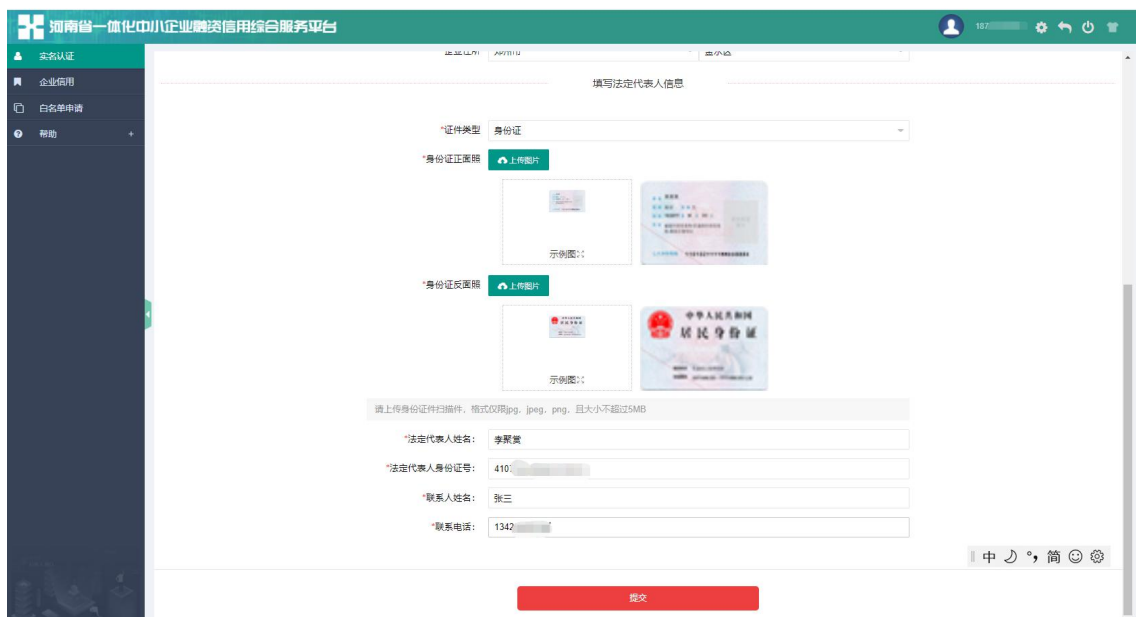 河南省一体化中小企业融资信用综合服务平台
187
实名认证
企业信用
白名单申请
帮助 +
填写法定代表人信息
*证件类型 身份证
*身份证正面照 上传图片
示例图
*身份证反面照 上传图片
中华人民共和国
居民身份证
示例图
请上传身份证件扫描件，格式仅限jpg，jpeg，png，且大小不超过5MB
*法定代表人姓名： 李聚堂
*法定代表人身份证号： 410
*联系人姓名： 张三
*联系电话： 1342
中 简
提交